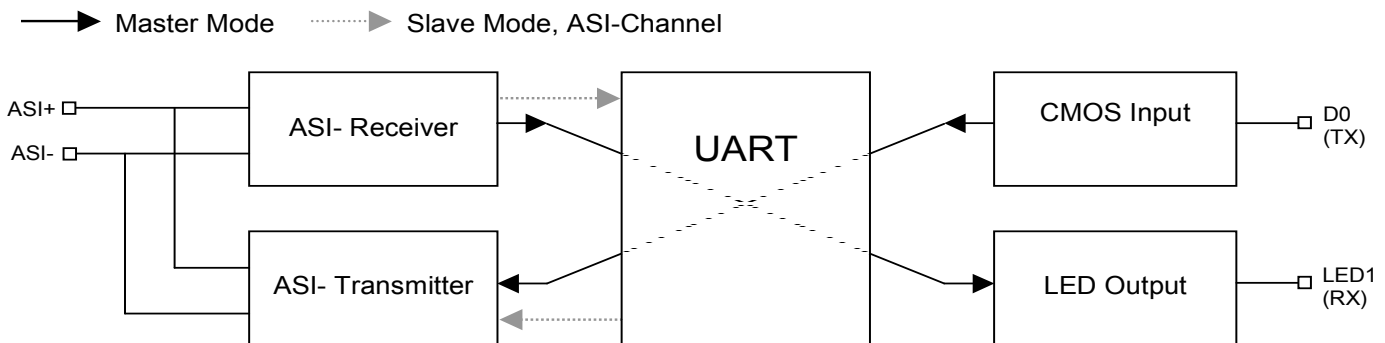 Master Mode
Slave Mode, ASI-Channel
ASI+
ASI-
ASI- Receiver
UART
CMOS Input
D0
(TX)
ASI- Transmitter
LED Output
LED1
(RX)